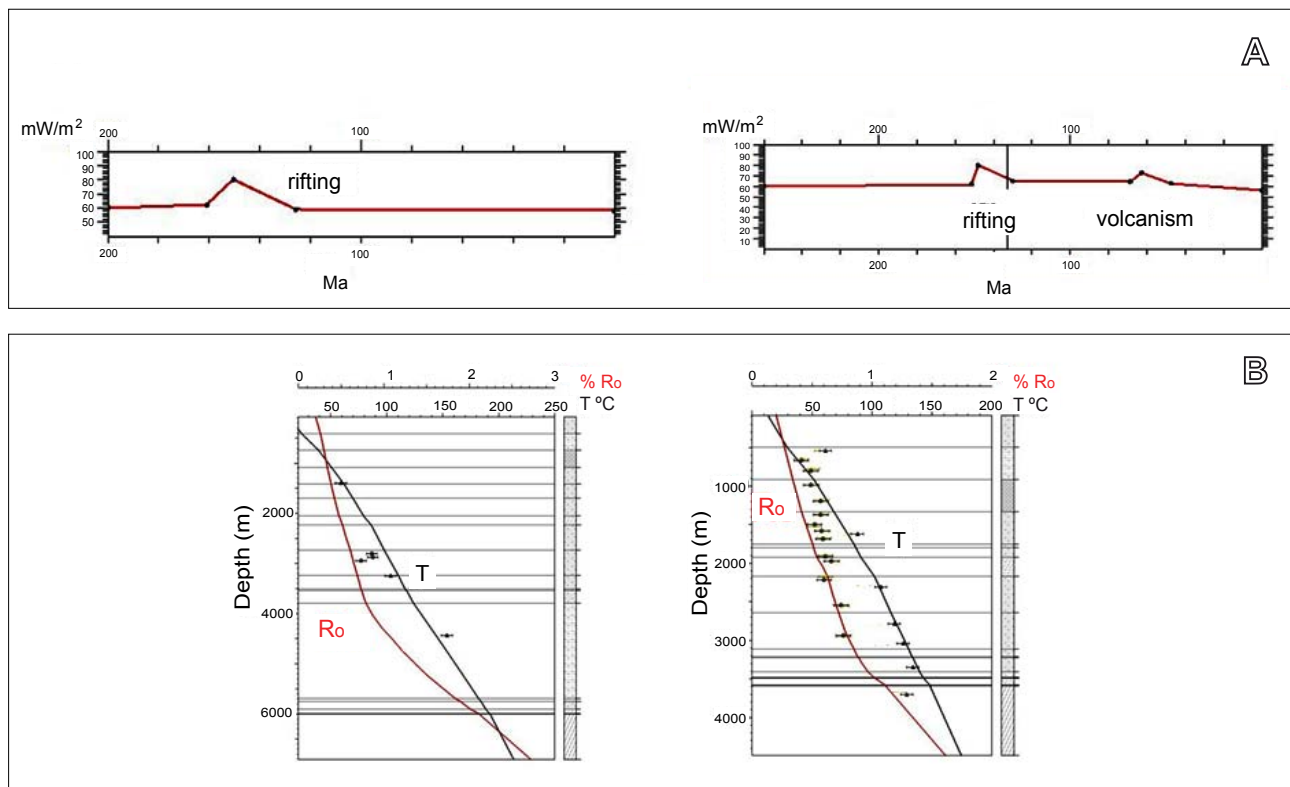 A
mW/m²
200 100
100
90
80
70
60
50
rifting
200 100
Ma
mW/m²
200 100
100
90
80
70
60
50
40
30
20
10
rifting volcanism
200 100
Ma
B
0 1 2 3
% Ro
T ºC
50 100 150 200 250
2000
4000
6000
Depth (m)
T
Ro
0 1 2
% Ro
T ºC
50 100 150 200
1000
2000
3000
4000
Depth (m)
Ro
T